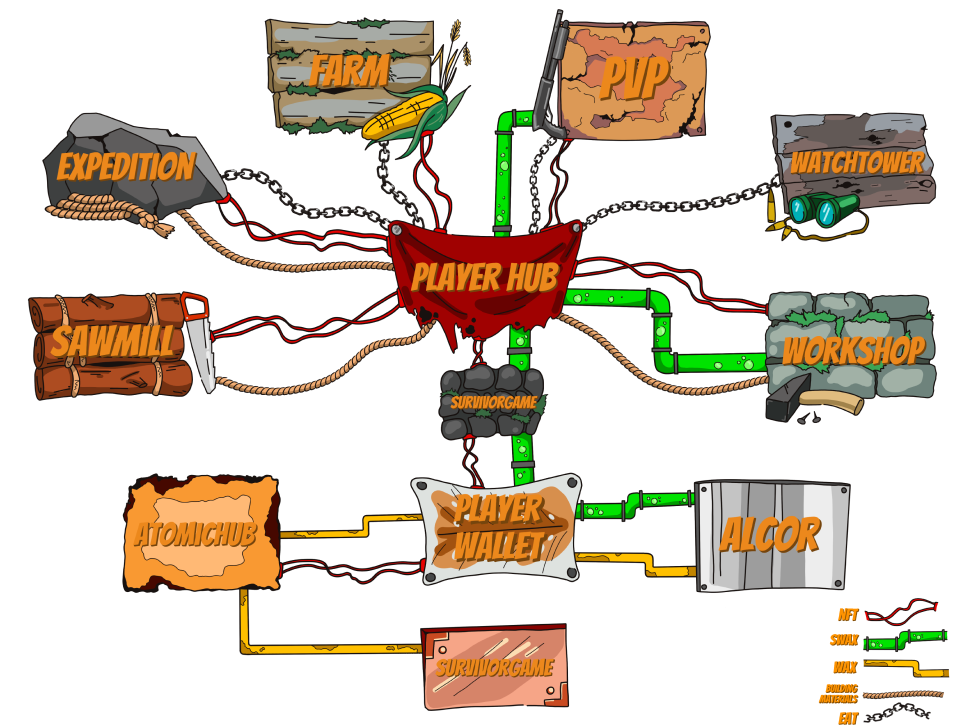 FARM
PVP
EXPEDITION
WATCHTOWER
PLAYER HUB
SAWMILL
WORKSHOP
SURVIVORGAME
ATOMICHUB
PLAYER
WALLET
ALCOR
SURVIVORGAME
NFT
SWAX
WAX
BUILDING
MATERIALS
EAT